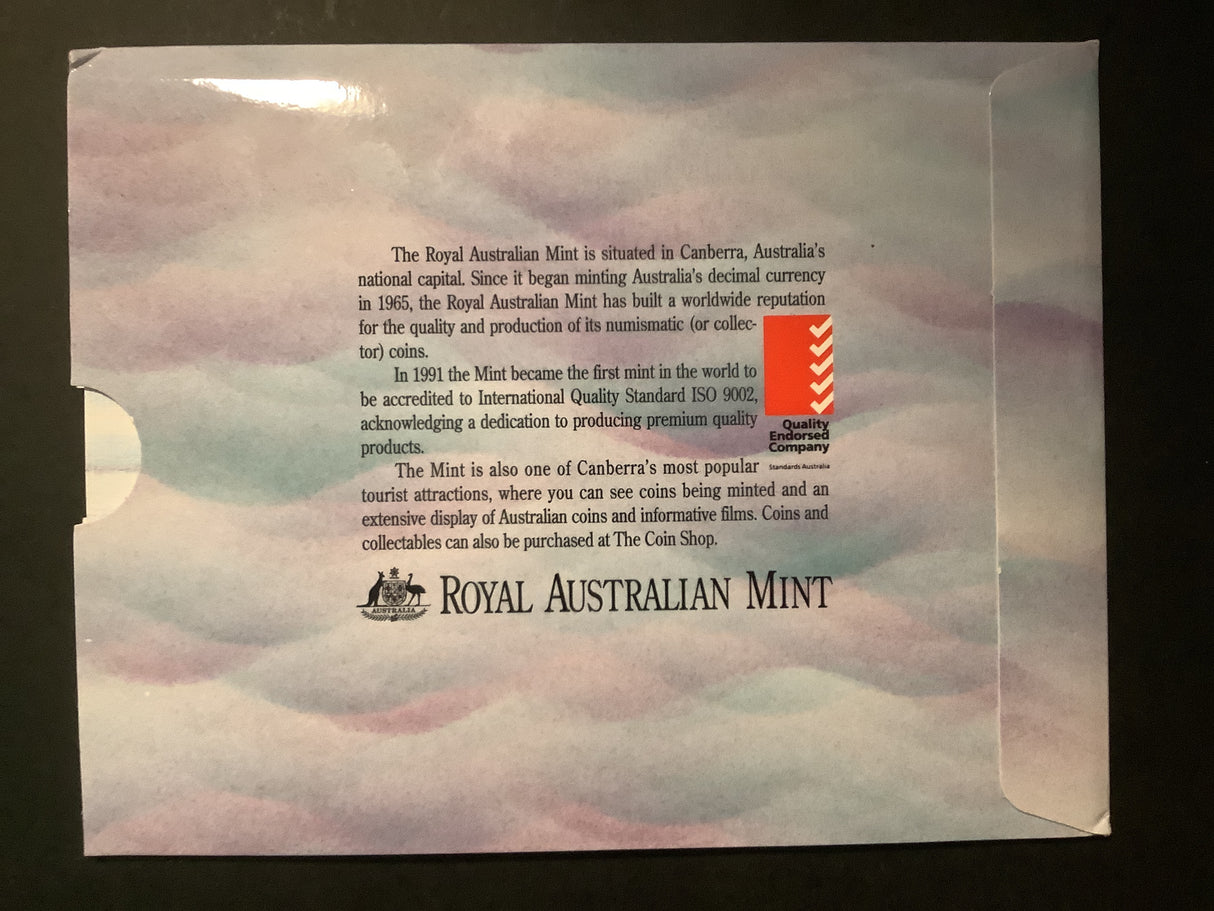 The Royal Australian Mint is situated in Canberra, Australia's
national capital. Since it began minting Australia's decimal currency
in 1965, the Royal Australian Mint has built a worldwide reputation
for the quality and production of its numismatic (or collec-
tor) coins.
In 1991 the Mint became the first mint in the world to
be accredited to International Quality Standard ISO 9002,
acknowledging a dedication to producing premium quality
products.
The Mint is also one of Canberra's most popular
tourist attractions, where you can see coins being minted and an
extensive display of Australian coins and informative films. Coins and
collectables can also be purchased at The Coin Shop.
Quality
Endorsed
Company
Standards Australia
AUSTRALIA
ROYAL AUSTRALIAN MINT